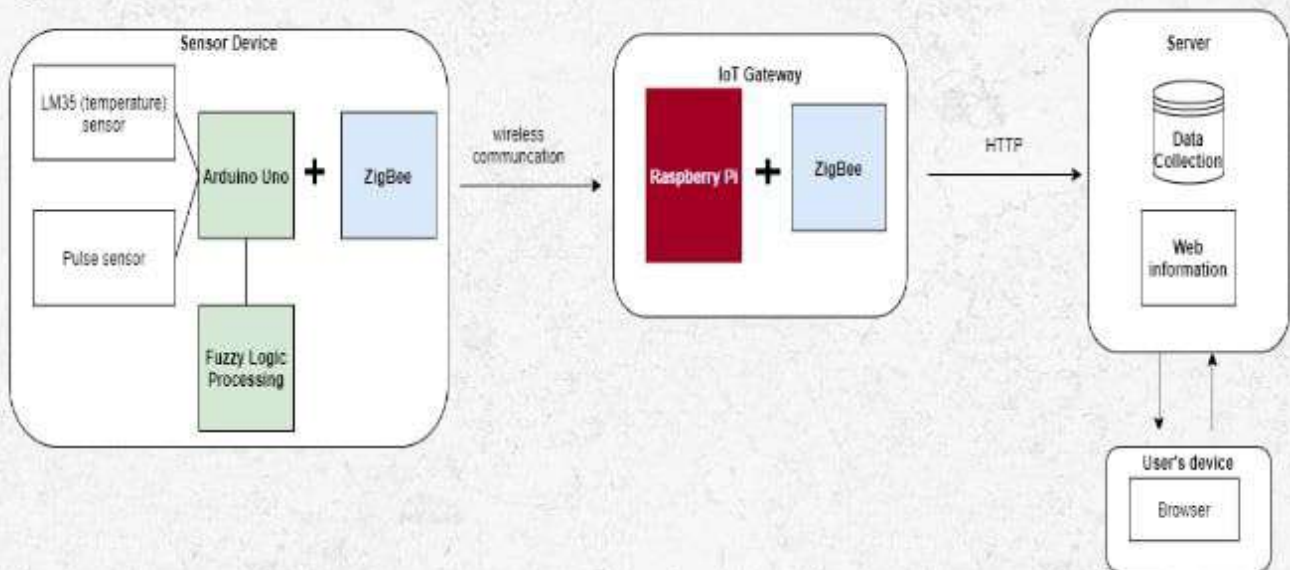 Sensor Device
LM35 (temperature)
sensor
Pulse sensor
Arduino Uno
+
ZigBee
Fuzzy Logic
Processing
wireless
communcation
IoT Gateway
Raspberry Pi
+
ZigBee
HTTP
Server
Data
Collection
Web
information
User's device
Browser